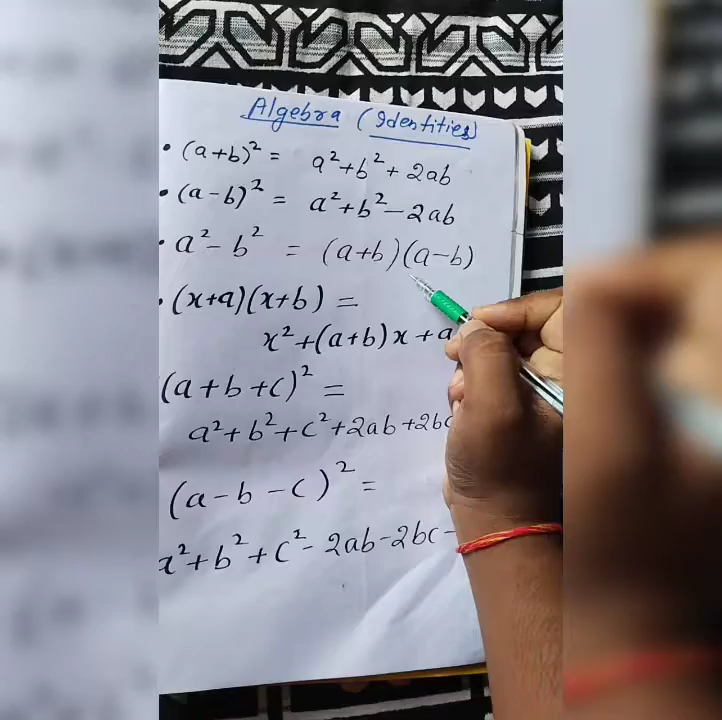 Algebra (Identities)
• (a+b)² = a²+b²+2ab
• (a-b)² = a²+b²-2ab
• a²-b² = (a+b)(a-b)
• (x+a)(x+b) =
x²+(a+b)x+a
(a+b+c)² =
a²+b²+c²+2ab+2bc
(a-b-c)² =
a²+b²+c²-2ab-2bc-